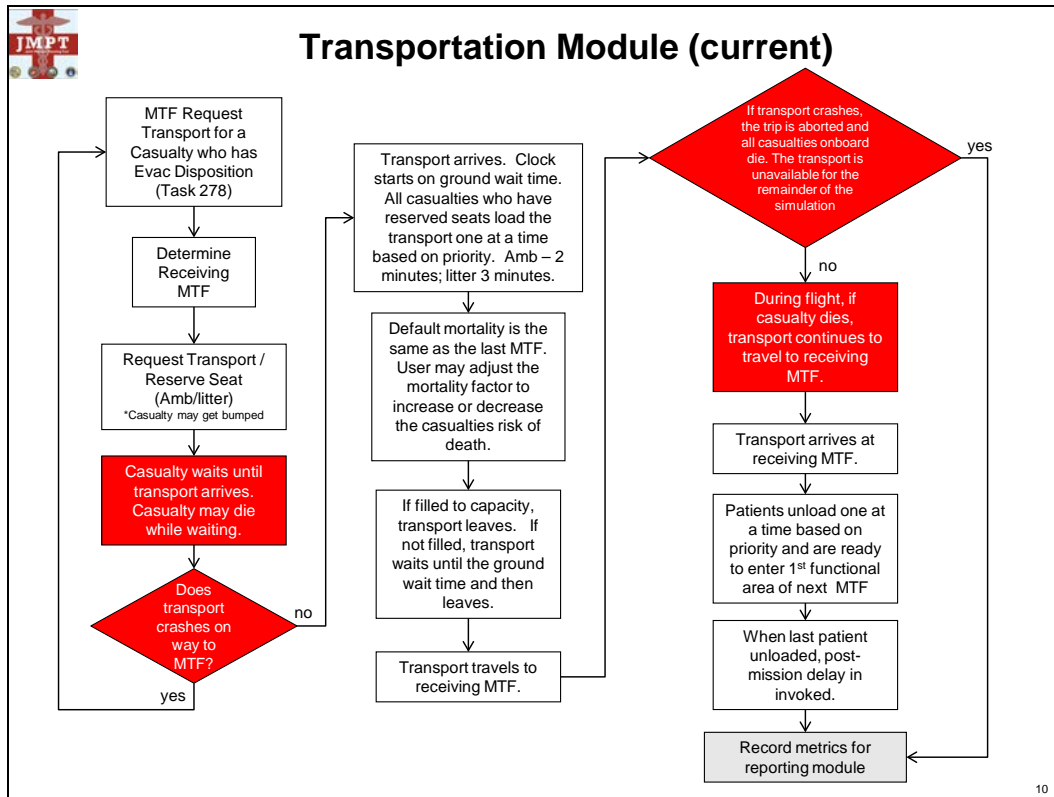 JMPT
Transportation Module (current)
MTF Request
Transport for a
Casualty who has
Evac Disposition
(Task 278)
Determine
Receiving
MTF
Request Transport /
Reserve Seat
(Amb/litter)
*Casualty may get bumped
Casualty waits until
transport arrives.
Casualty may die
while waiting.
Does
transport
crashes on
way to
MTF?
no
yes
Transport arrives.  Clock
starts on ground wait time.
All casualties who have
reserved seats load the
transport one at a time
based on priority.  Amb – 2
minutes; litter 3 minutes.
Default mortality is the
same as the last MTF.
User may adjust the
mortality factor to
increase or decrease
the casualties risk of
death.
If filled to capacity,
transport leaves.   If
not filled, transport
waits until the ground
wait time and then
leaves.
Transport travels to
receiving MTF.
If transport crashes,
the trip is aborted and
all casualties onboard
die. The transport is
unavailable for the
remainder of the
simulation
yes
no
During flight, if
casualty dies,
transport continues to
travel to receiving
MTF.
Transport arrives at
receiving MTF.
Patients unload one at
a time based on
priority and are ready
to enter 1st functional
area of next  MTF
When last patient
unloaded, post-
mission delay in
invoked.
Record metrics for
reporting module
10